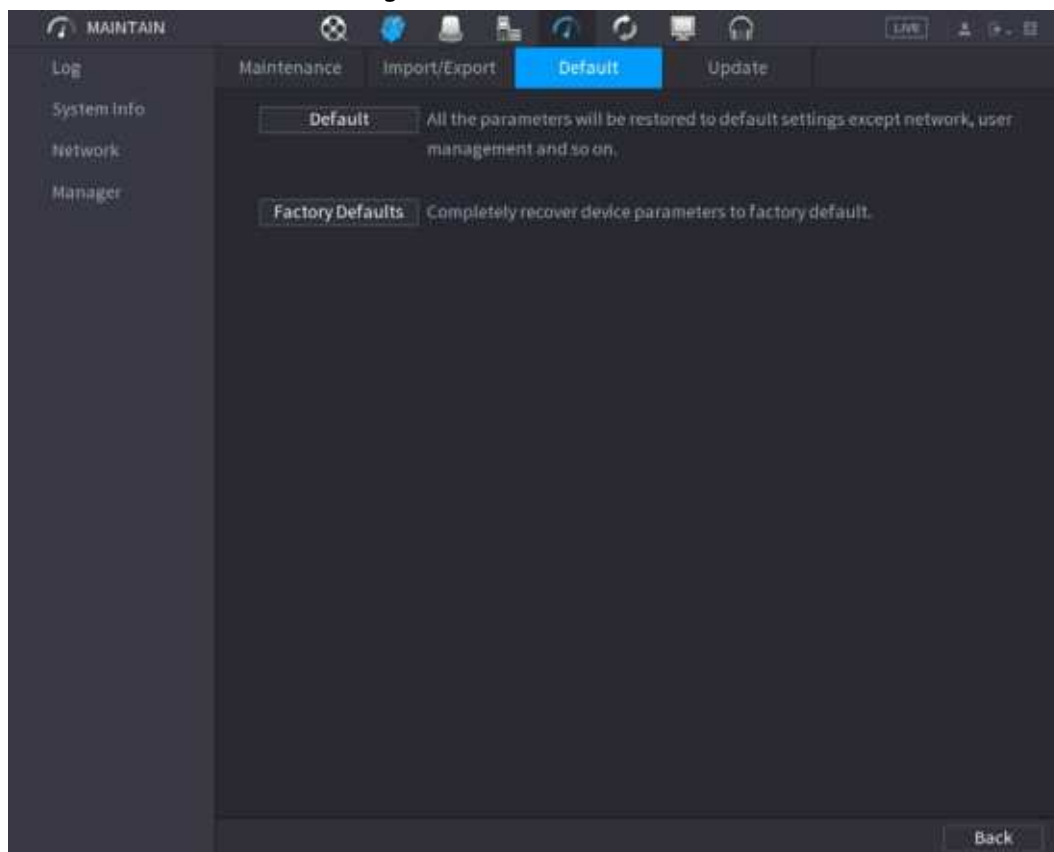 MAINTAIN
LIVE
Log
System Info
Network
Manager
Maintenance
Import/Export
Default
Update
Default
All the parameters will be restored to default settings except network, user
management and so on.
Factory Defaults
Completely recover device parameters to factory default.
Back